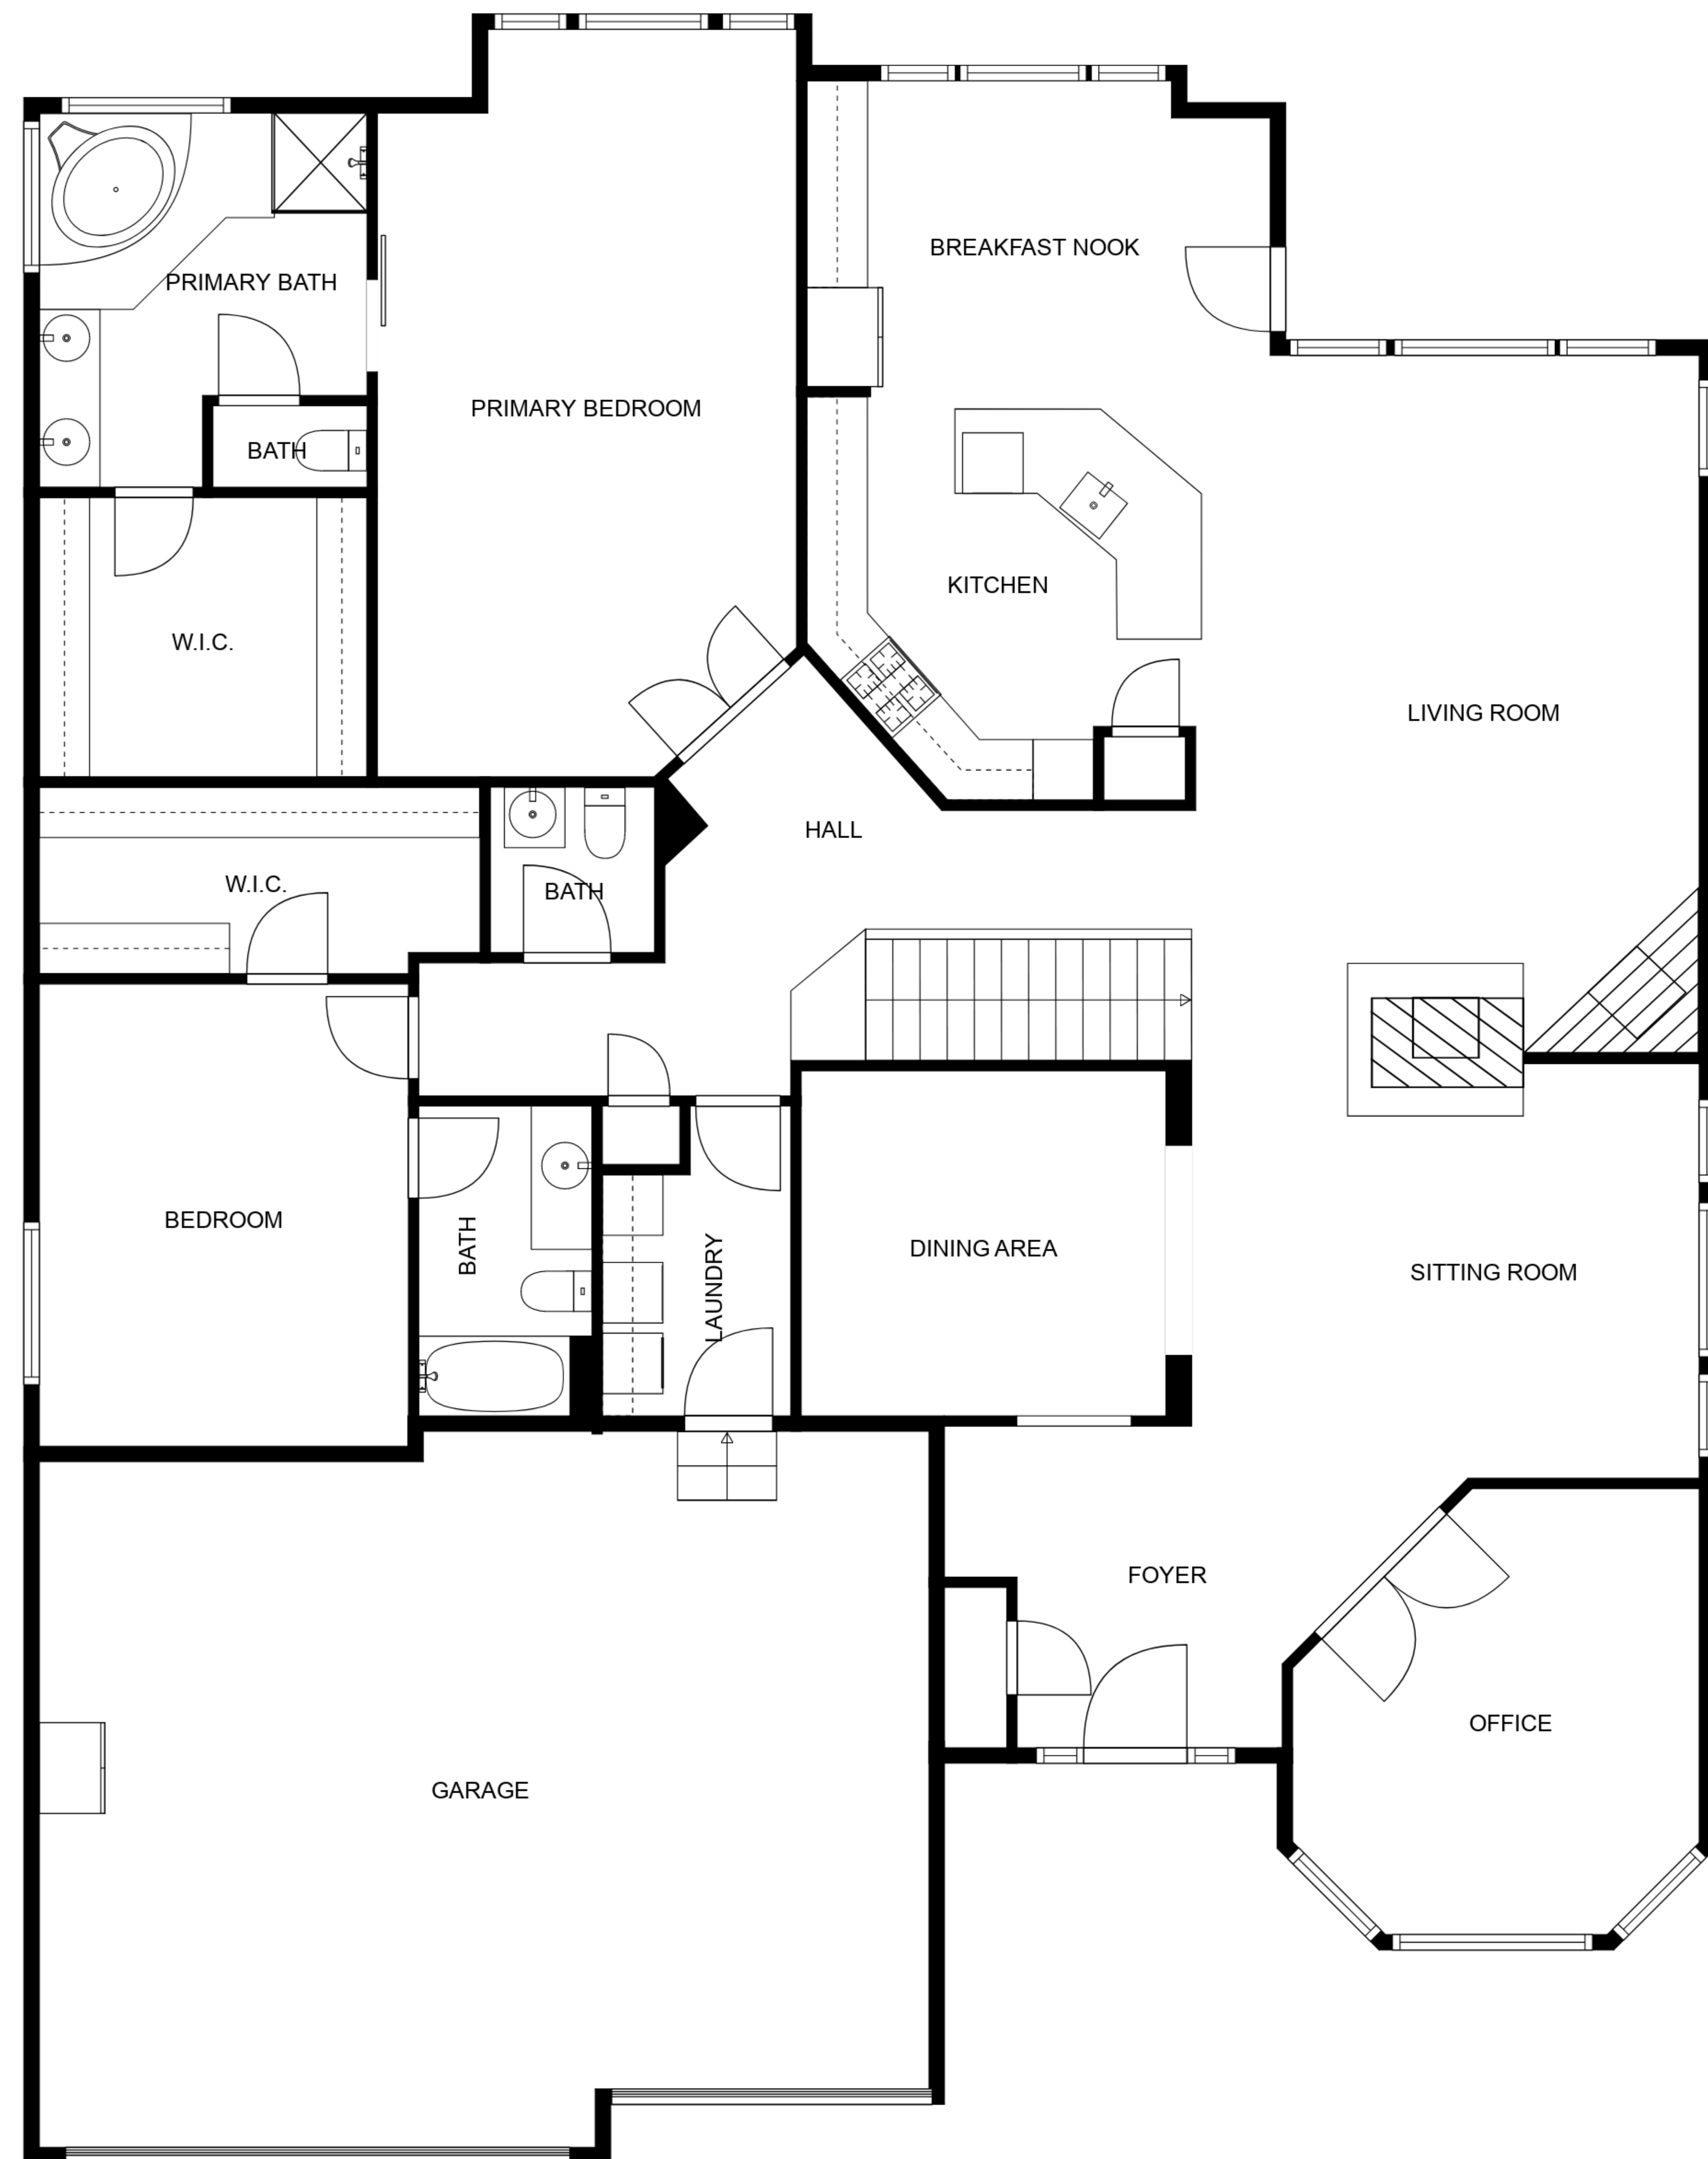 BREAKFAST NOOK
PRIMARY BATH
PRIMARY BEDROOM
BATH
KITCHEN
W.I.C.
LIVING ROOM
HALL
W.I.C.
BATH
BEDROOM
BATH
LAUNDRY
DINING AREA
SITTING ROOM
FOYER
OFFICE
GARAGE